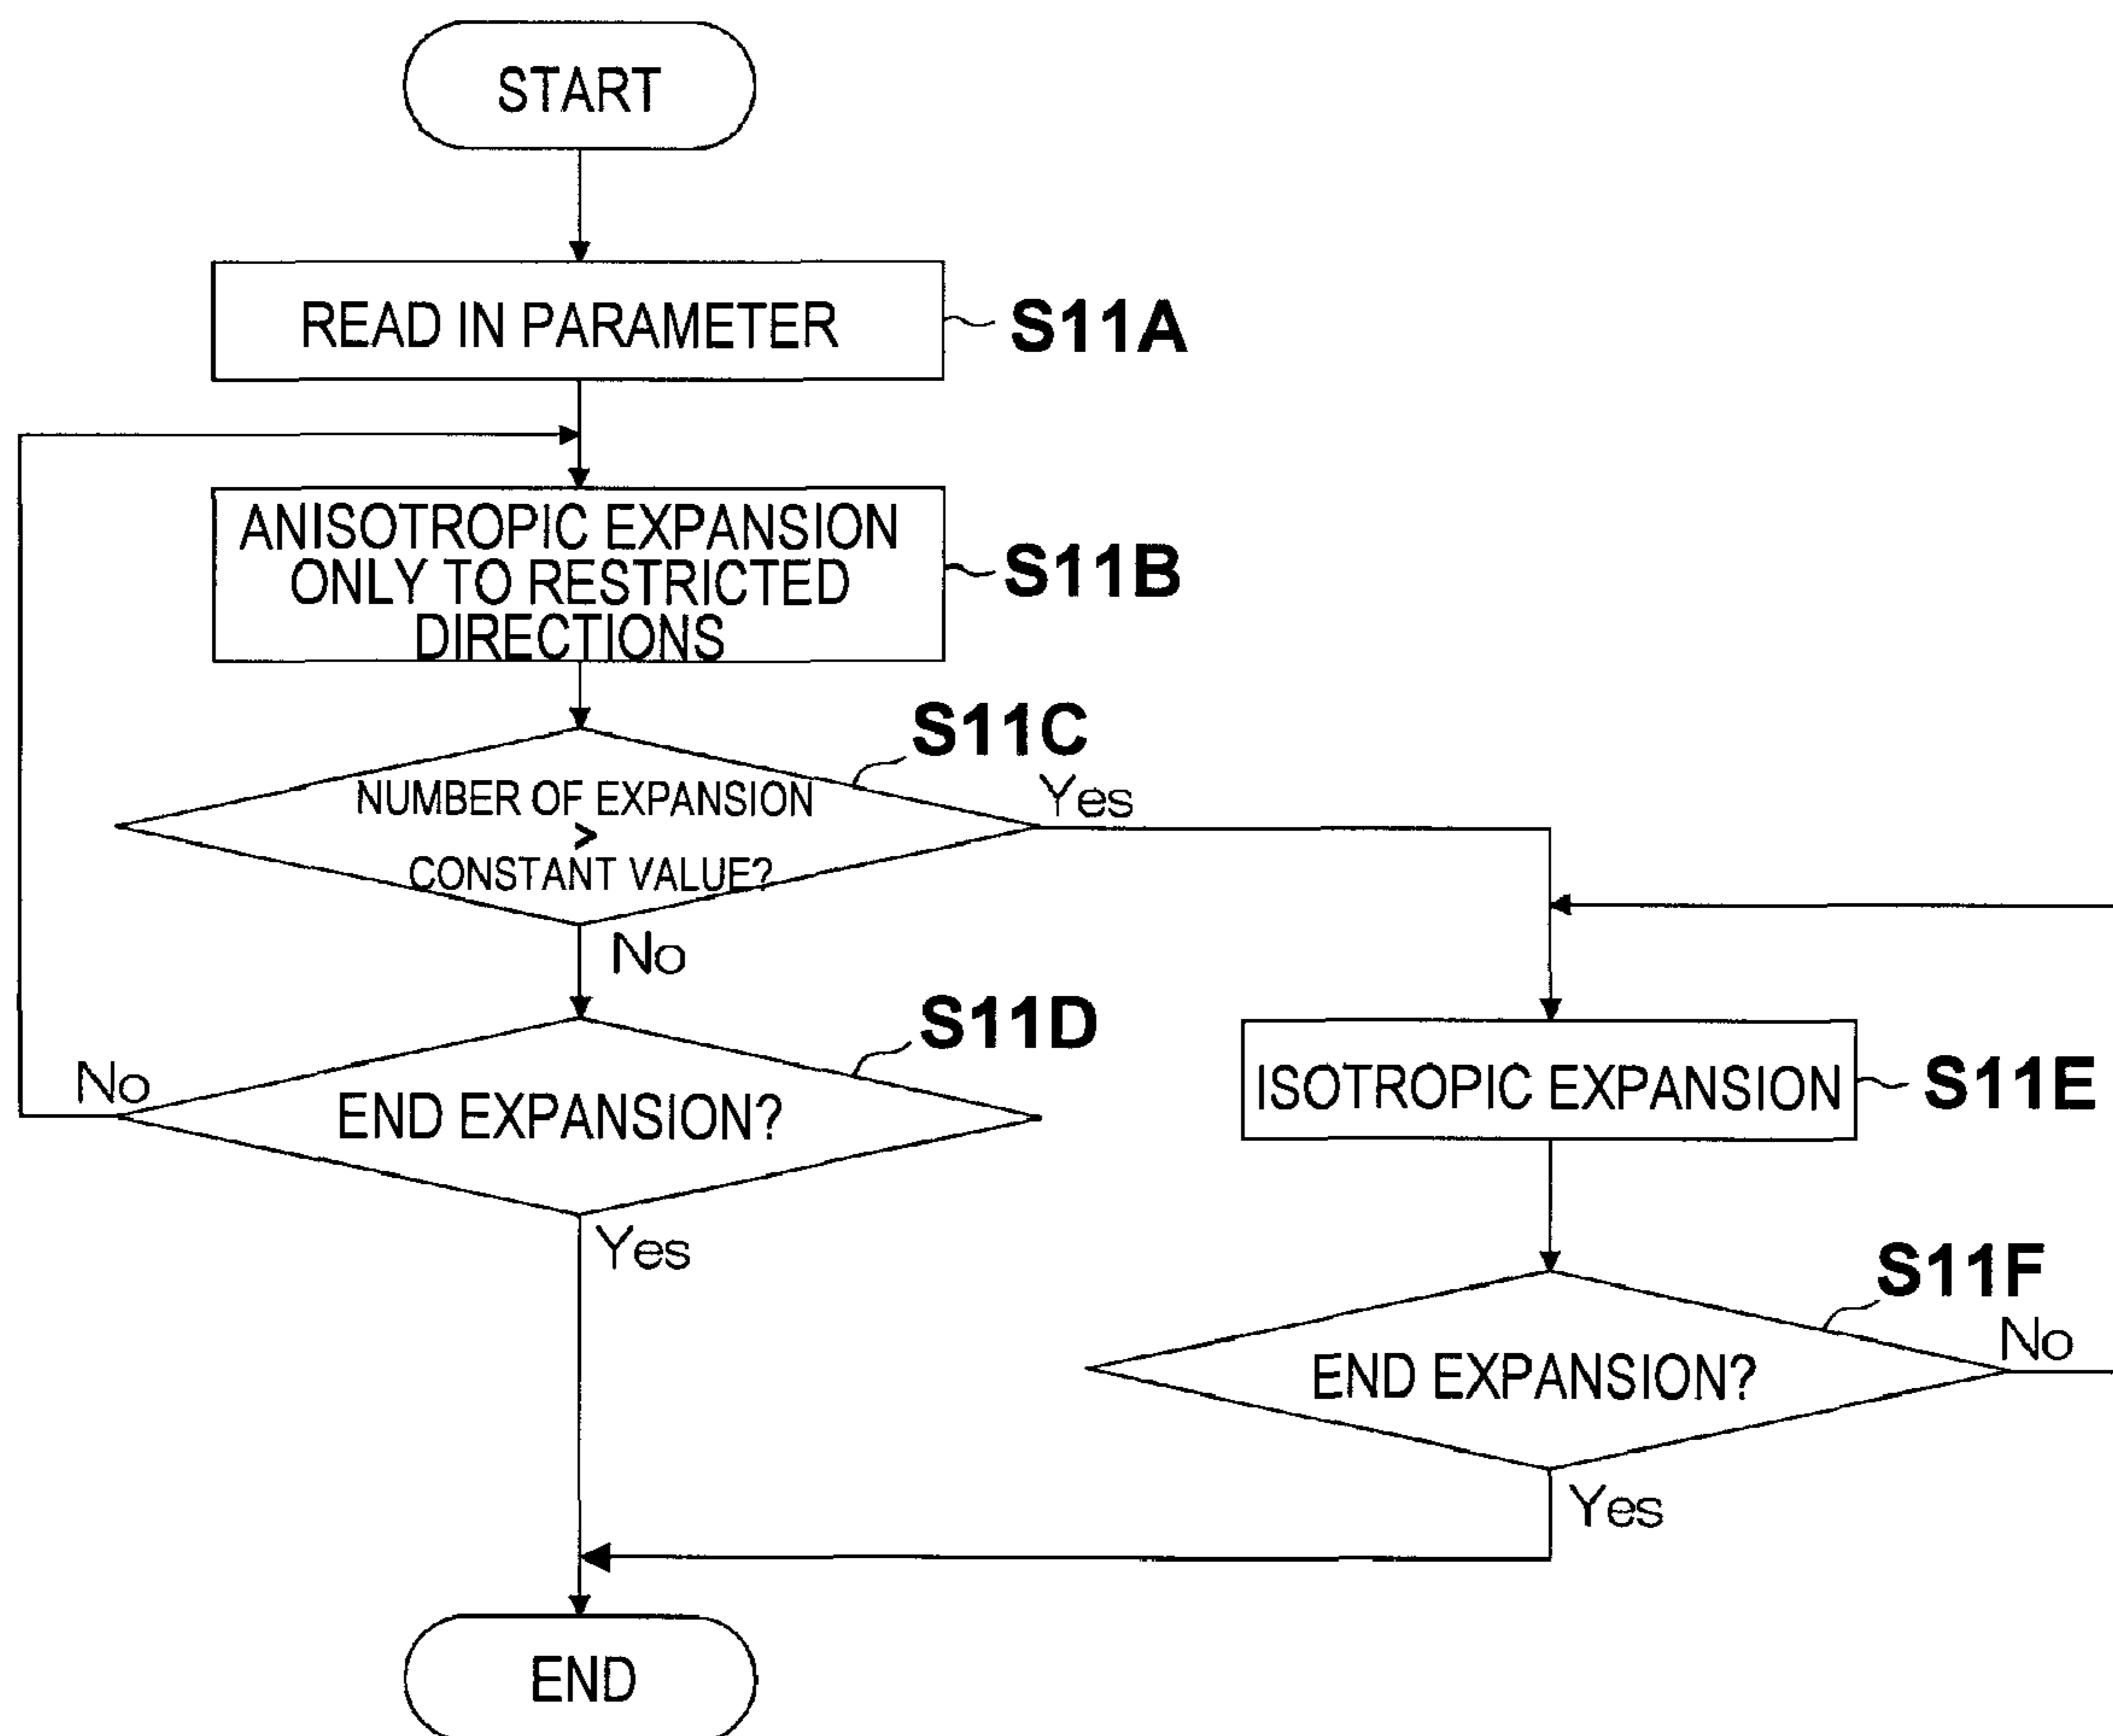 START
READ IN PARAMETER
S11A
ANISOTROPIC EXPANSION
ONLY TO RESTRICTED
DIRECTIONS
S11B
S11C
NUMBER OF EXPANSION
>
CONSTANT VALUE?
Yes
No
S11D
END EXPANSION?
No
Yes
ISOTROPIC EXPANSION
S11E
S11F
END EXPANSION?
No
Yes
END